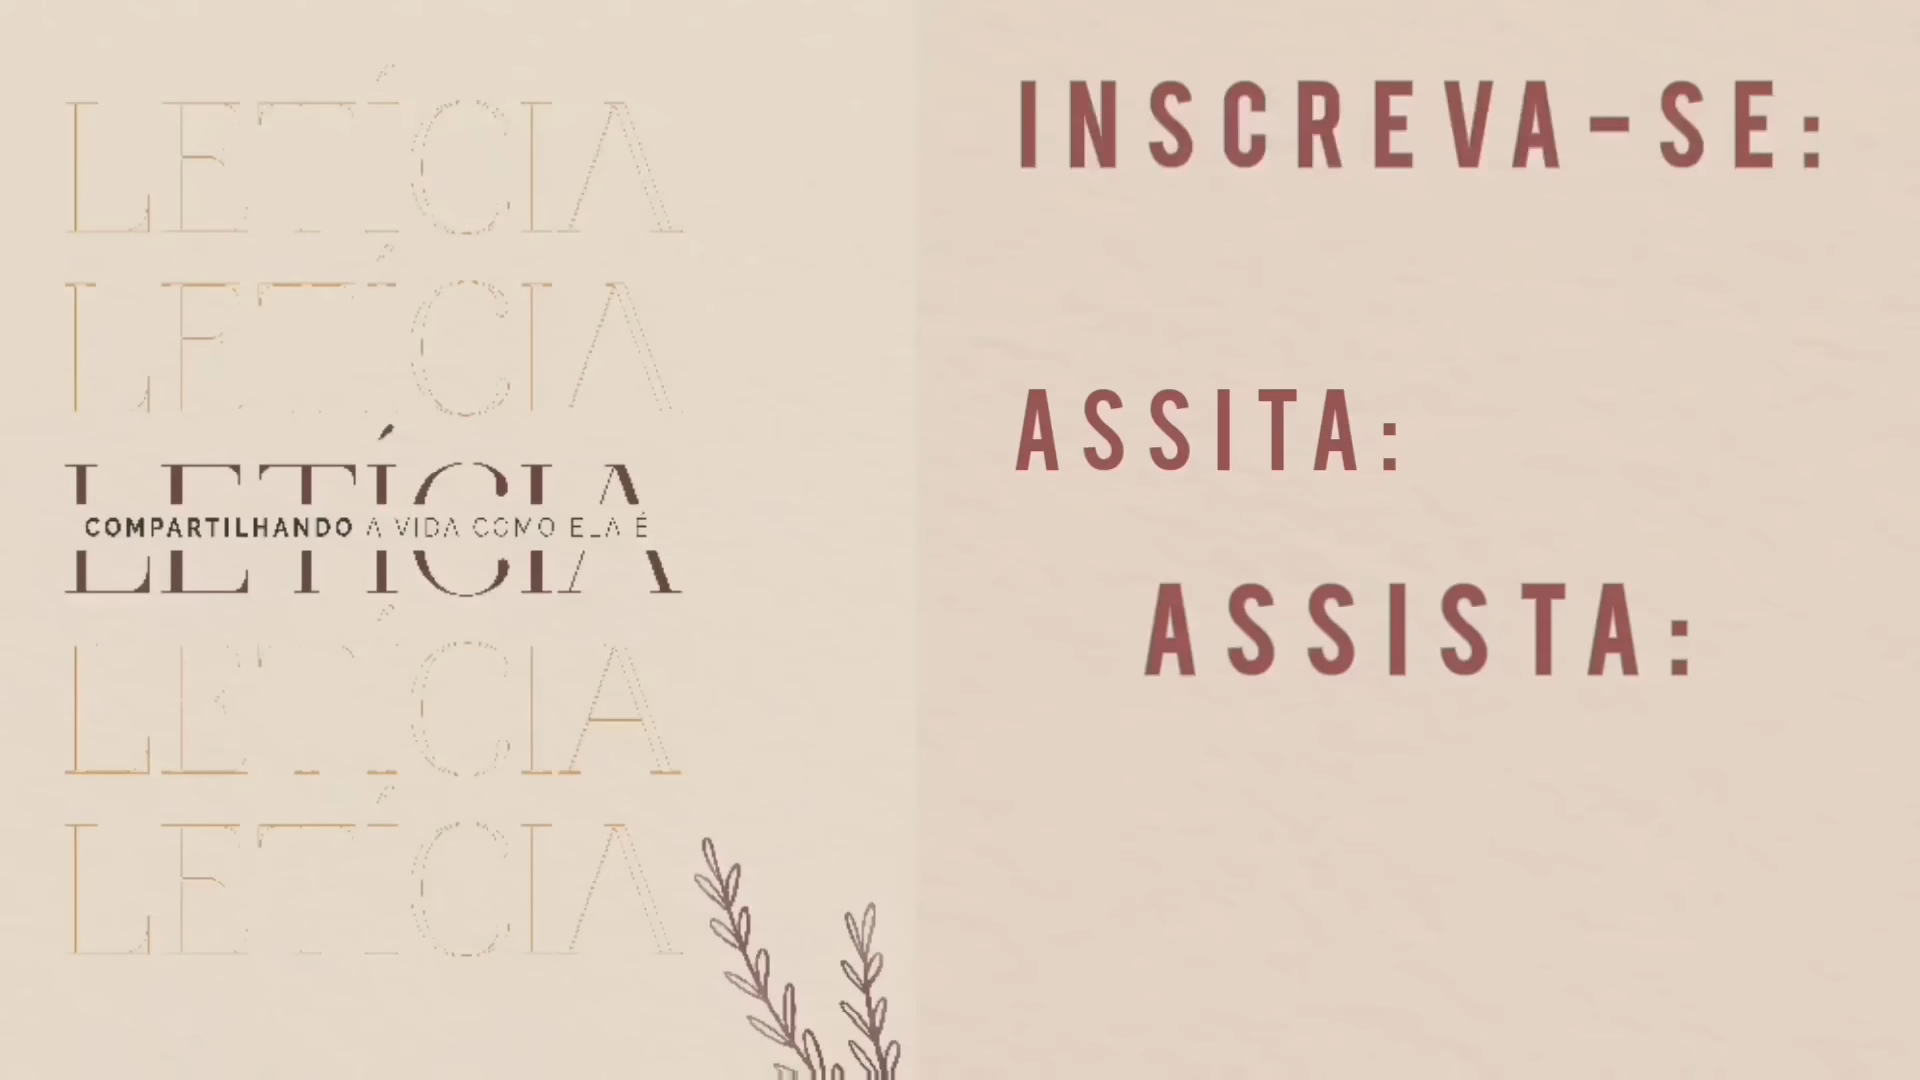 LETÍCIA
LETÍCIA
LETÍCIA
COMPARTILHANDO A VIDA COMO ELA É
LETÍCIA
LETÍCIA
INSCREVA-SE:
ASSITA:
ASSISTA: